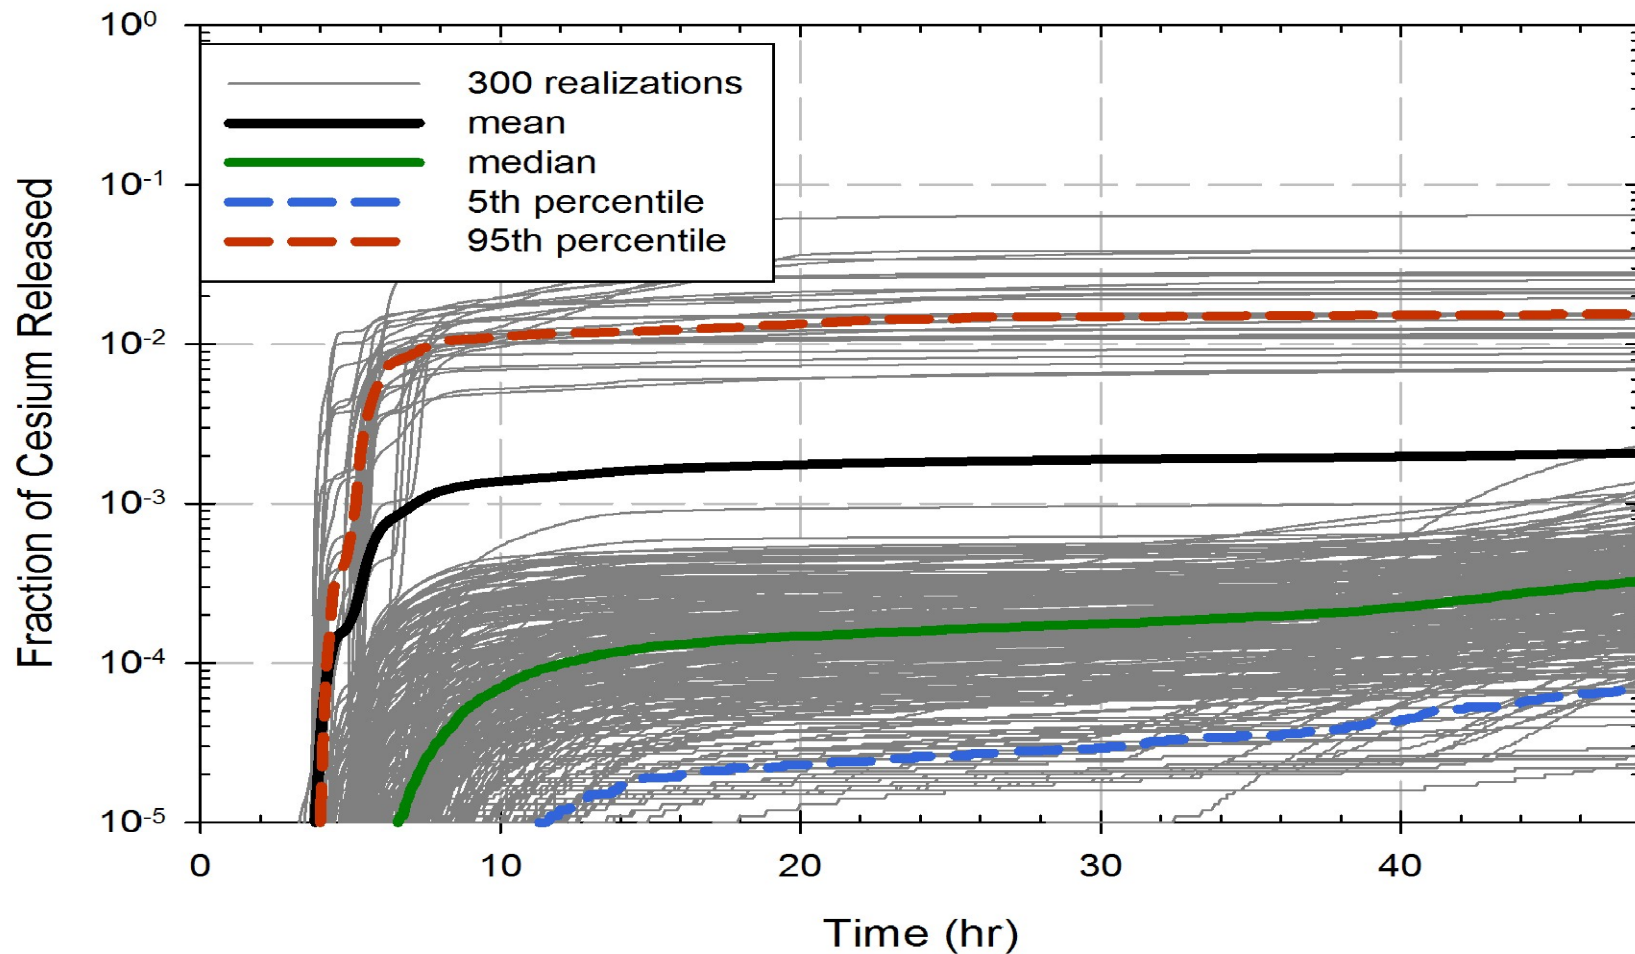 10⁰
10⁻¹
10⁻²
10⁻³
10⁻⁴
10⁻⁵
Fraction of Cesium Released
300 realizations
mean
median
5th percentile
95th percentile
0 10 20 30 40
Time (hr)